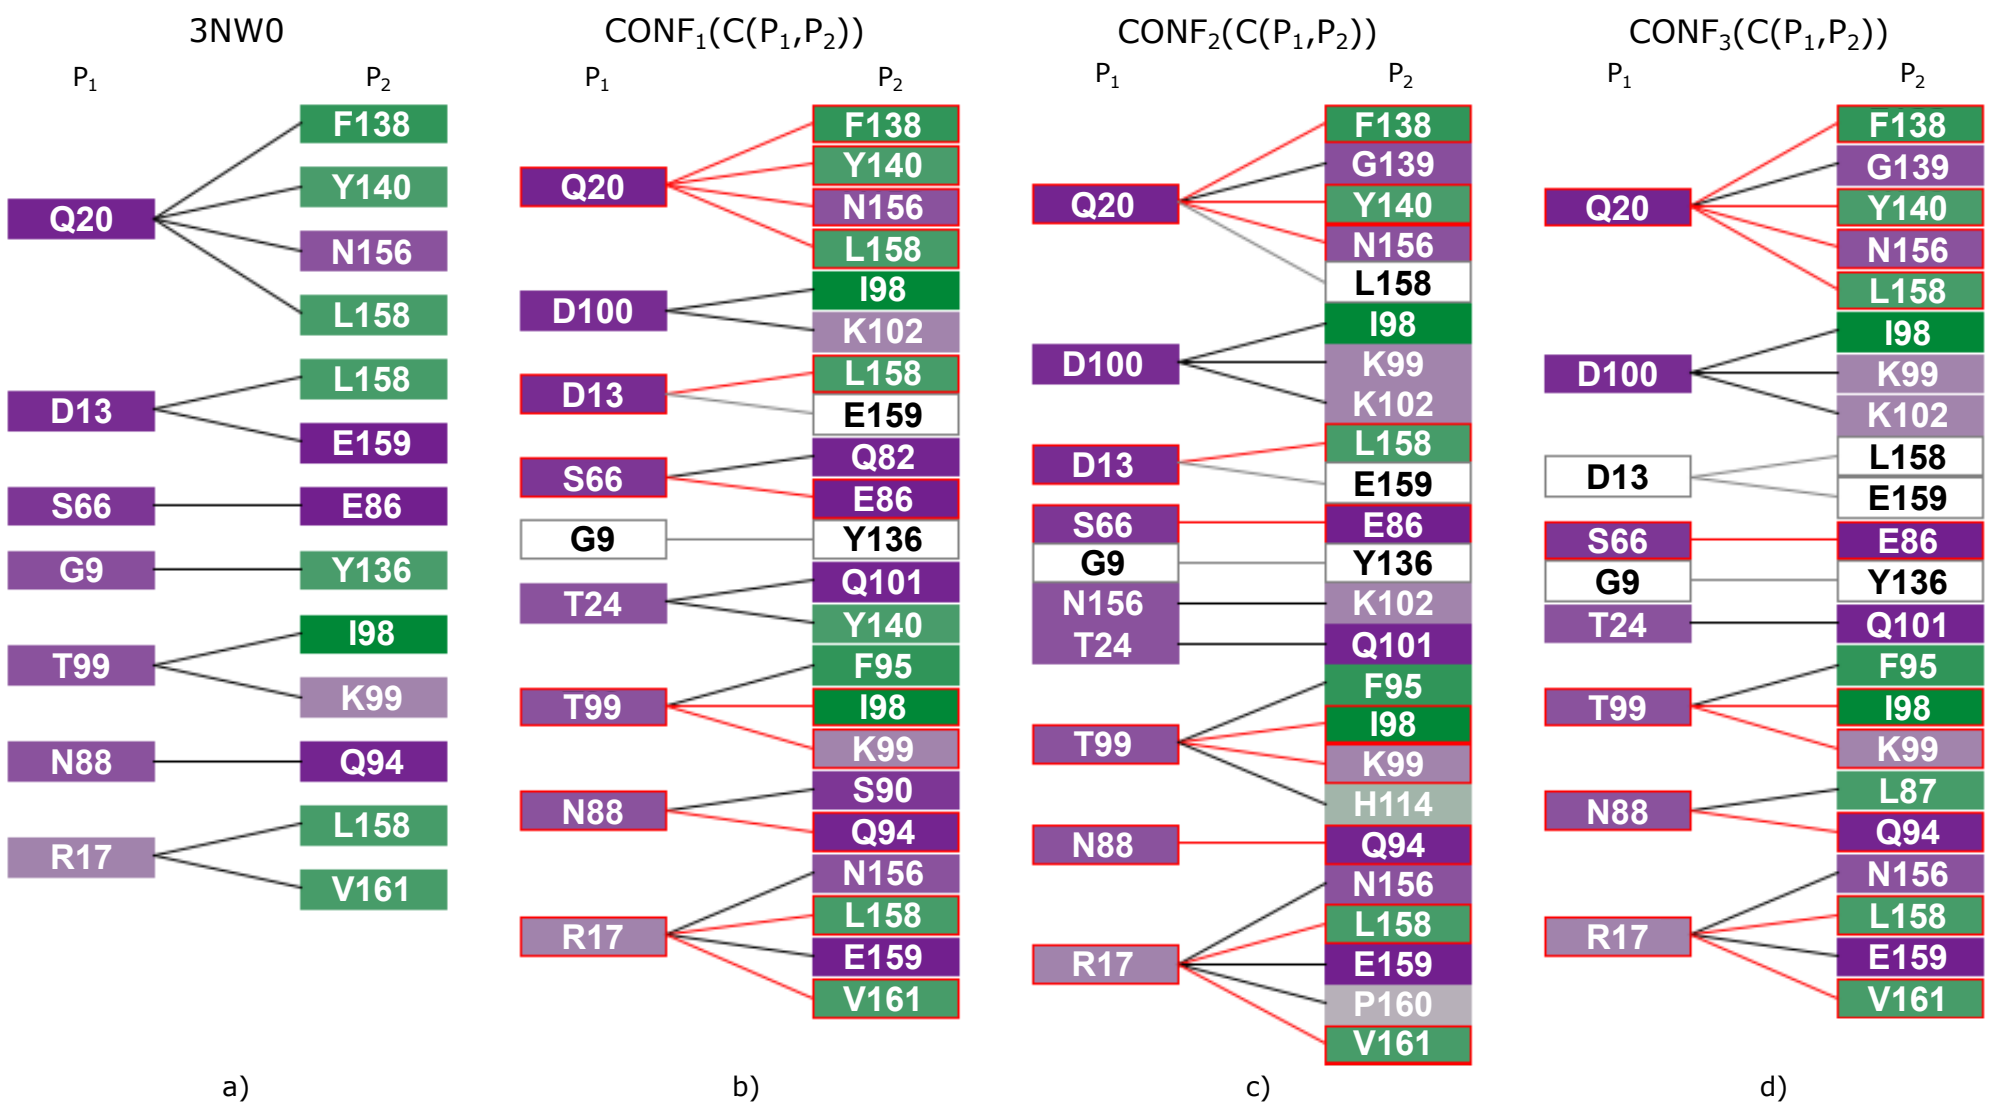 3NW0
P₁ P₂
F138
Y140
Q20
N156
L158
L158
D13
E159
S66 E86
G9 Y136
I98
T99
K99
N88 Q94
L158
R17
V161
a)
CONF₁(C(P₁,P₂))
P₁ P₂
F138
Y140
Q20
N156
L158
I98
D100
K102
L158
D13
E159
Q82
S66
E86
G9 Y136
Q101
T24
Y140
F95
T99 I98
K99
S90
N88
Q94
N156
L158
R17
E159
V161
b)
CONF₂(C(P₁,P₂))
P₁ P₂
F138
G139
Q20 Y140
N156
L158
I98
D100 K99
K102
L158
D13
E159
S66 E86
G9 Y136
N156 K102
T24 Q101
F95
I98
T99
K99
H114
N88 Q94
N156
L158
R17 E159
P160
V161
c)
CONF₃(C(P₁,P₂))
P₁ P₂
F138
G139
Q20 Y140
N156
L158
I98
D100 K99
K102
L158
D13
E159
S66 E86
G9 Y136
T24 Q101
F95
T99 I98
K99
L87
N88
Q94
N156
L158
R17
E159
V161
d)